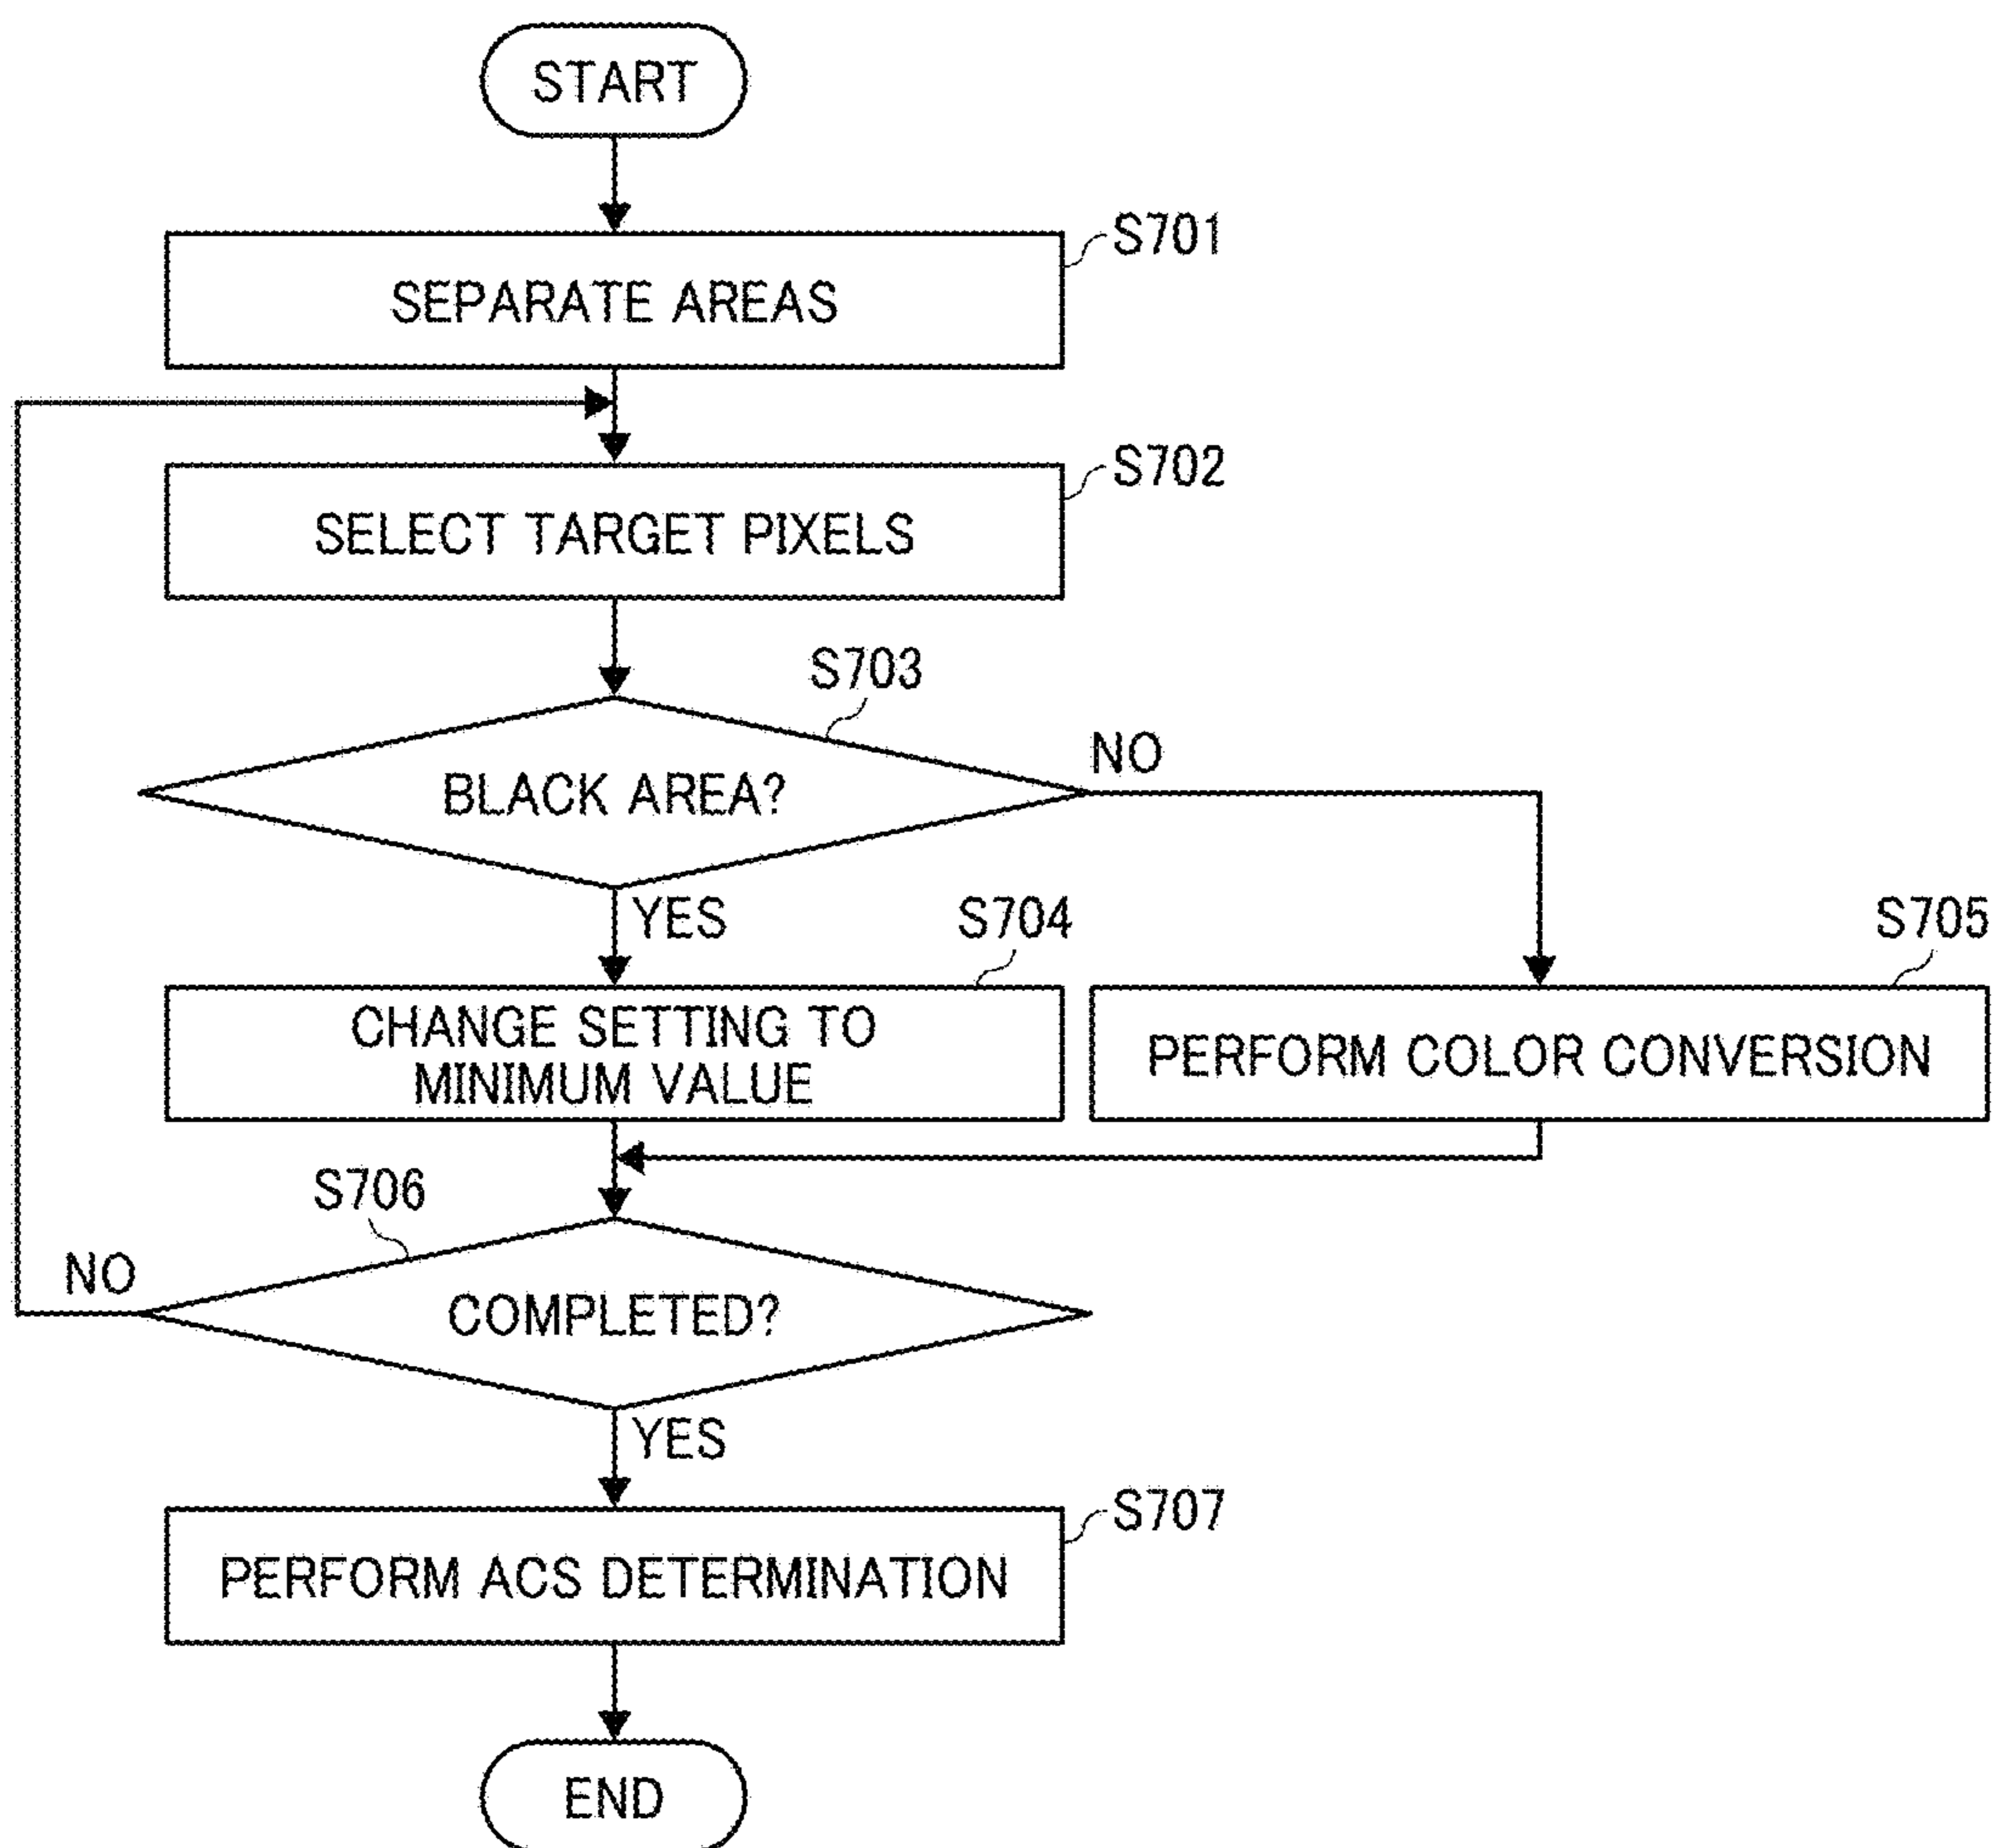 START
S701
SEPARATE AREAS
S702
SELECT TARGET PIXELS
S703
BLACK AREA?
NO
YES
S704
S705
CHANGE SETTING TO
MINIMUM VALUE
PERFORM COLOR CONVERSION
S706
NO
COMPLETED?
YES
S707
PERFORM ACS DETERMINATION
END